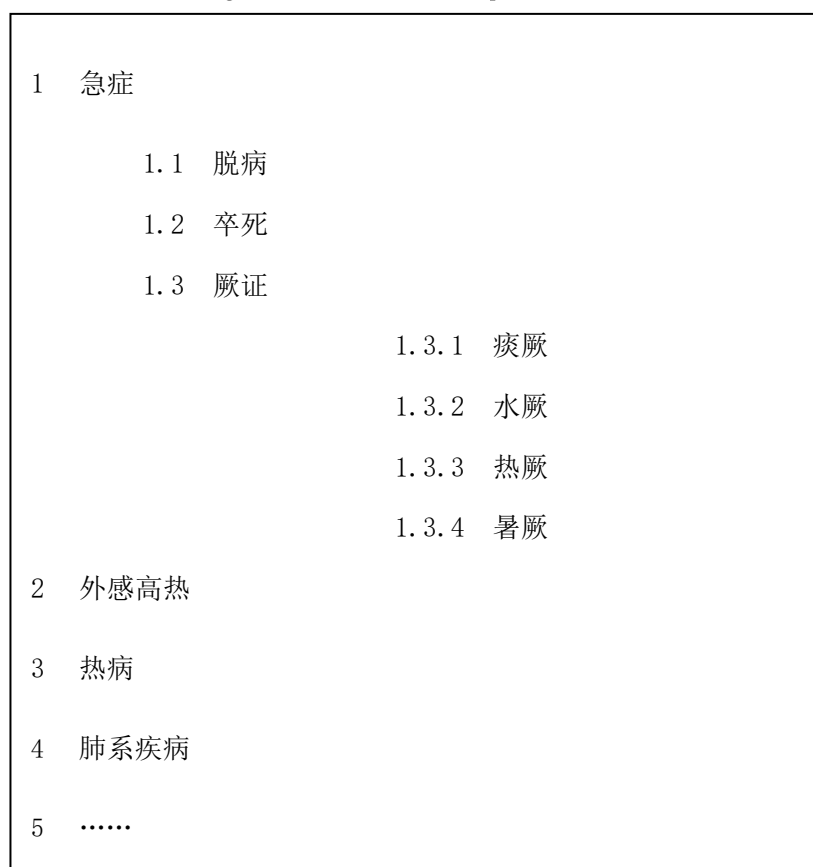 1 急症
1.1 脱病
1.2 卒死
1.3 厥证
1.3.1 痰厥
1.3.2 水厥
1.3.3 热厥
1.3.4 暑厥
2 外感高热
3 热病
4 肺系疾病
5 ……